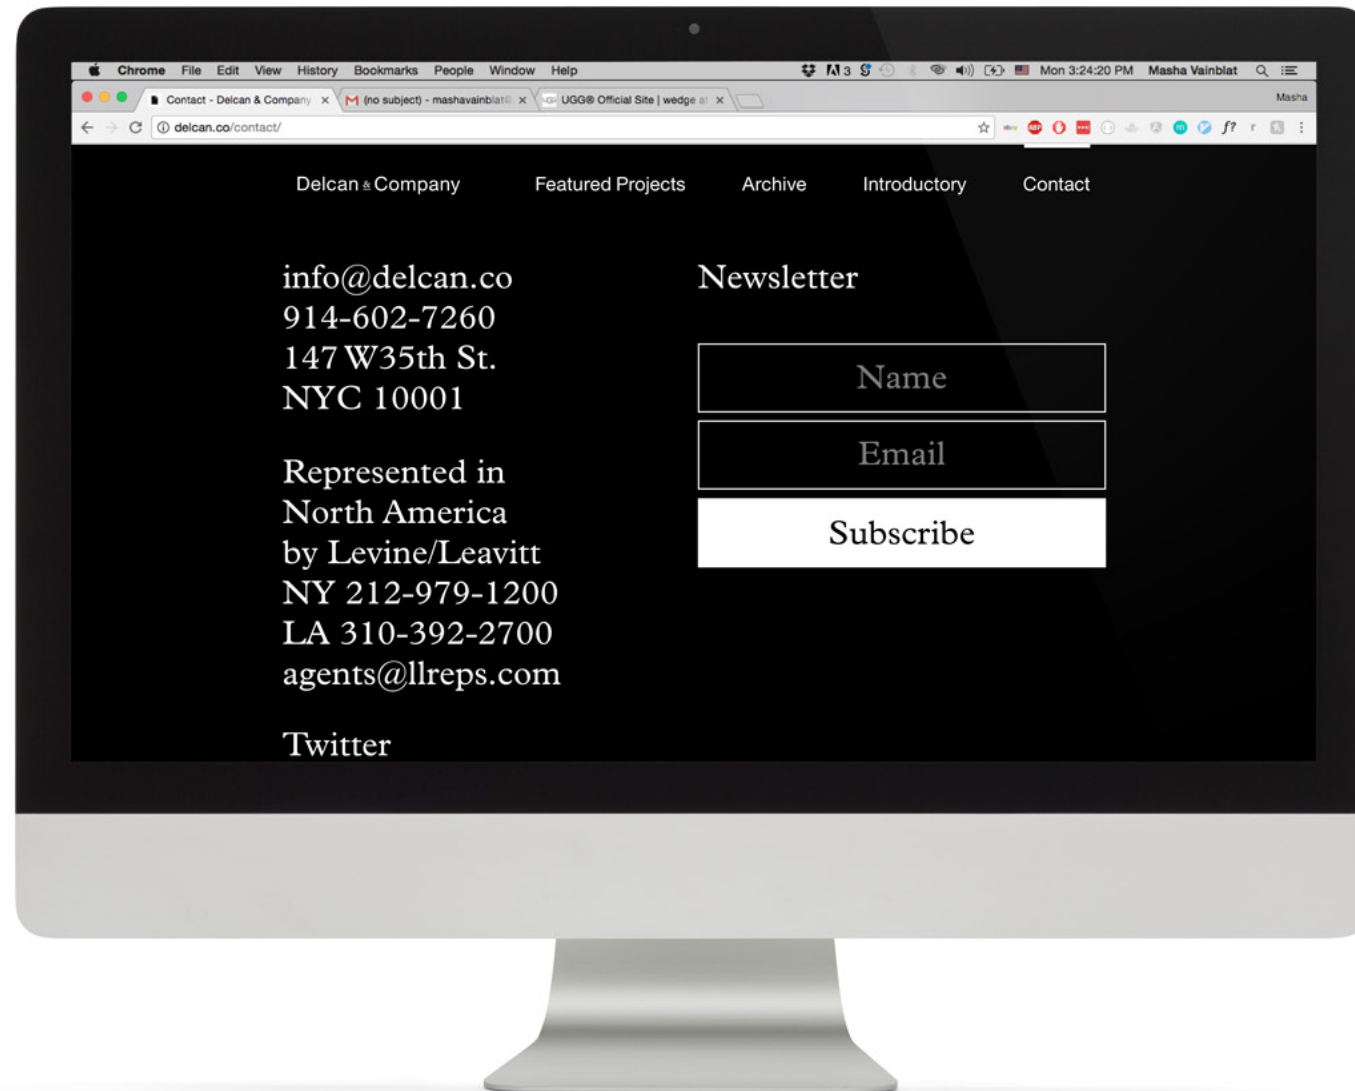 Chrome File Edit View History Bookmarks People Window Help 3 Mon 3:24:20 PM Masha Vainblat
Contact - Delcan & Company (no subject) - mashavainblat@ UGG® Official Site | wedge Masha
delcan.co/contact/ ebay ABP m f? r
Delcan & Company Featured Projects Archive Introductory Contact
info@delcan.co
914-602-7260
147 W35th St.
NYC 10001
Represented in
North America
by Levine/Leavitt
NY 212-979-1200
LA 310-392-2700
agents@llreps.com
Twitter
Newsletter
Name
Email
Subscribe